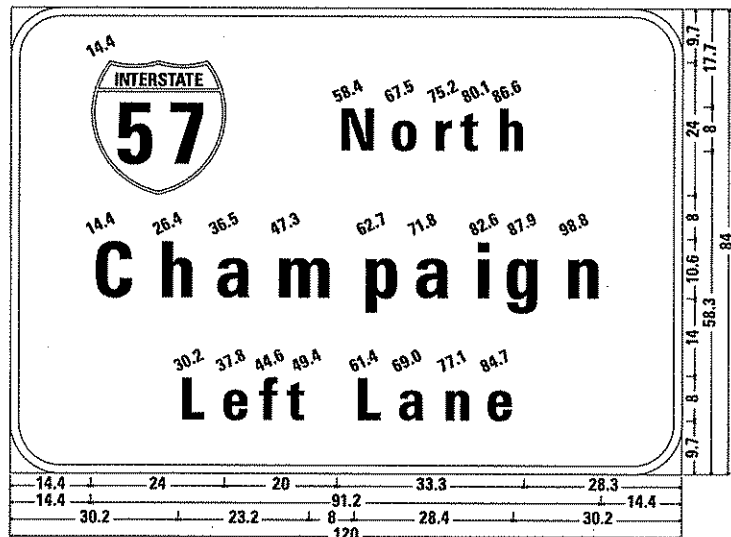 14.4
INTERSTATE
57
58.4 67.5 75.2 80.1 86.6
North
14.4 26.4 36.5 47.3 62.7 71.8 82.6 87.9 98.8
Champaign
30.2 37.8 44.6 49.4 61.4 69.0 77.1 84.7
Left Lane
9.7 24 8 10.6 14 8 9.7
17.7 8 58.3
84
14.4 24 20 33.3 28.3
14.4 91.2 14.4
30.2 23.2 8 28.4 30.2
120